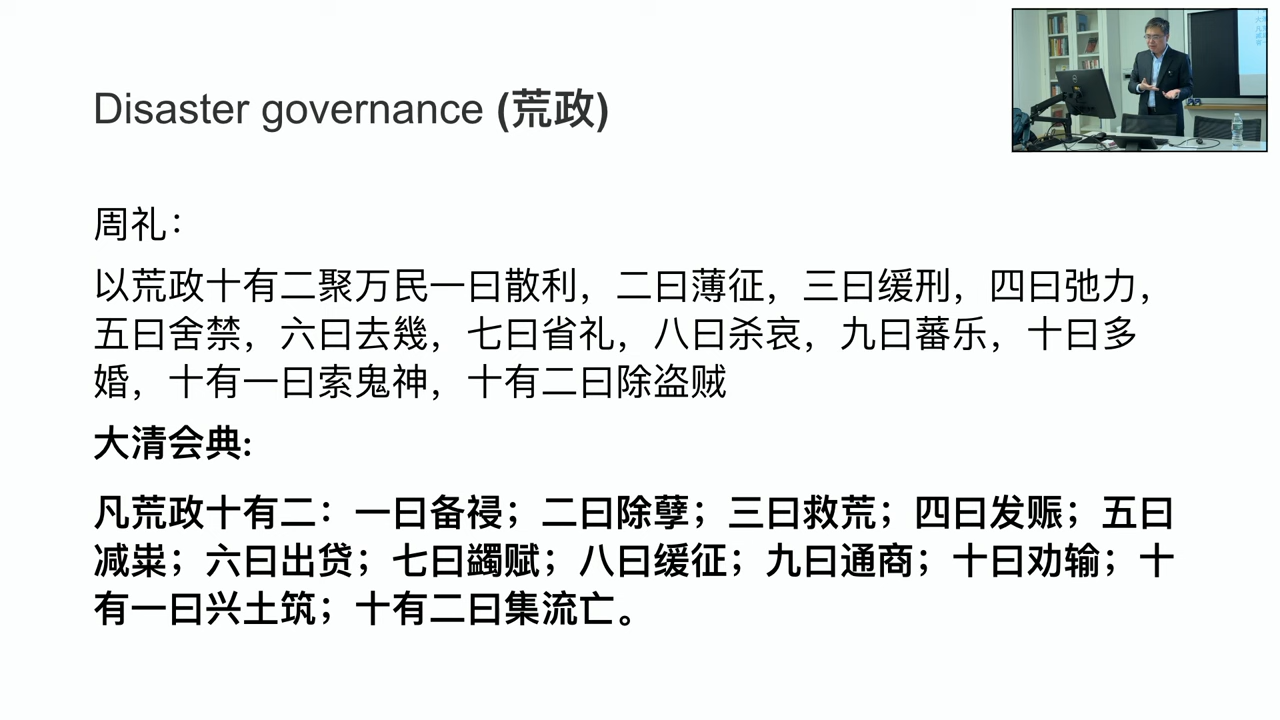 Disaster governance (荒政)
周礼：
以荒政十有二聚万民一曰散利，二曰薄征，三曰缓刑，四曰弛力，
五曰舍禁，六曰去幾，七曰省礼，八曰杀哀，九曰蕃乐，十曰多
婚，十有一曰索鬼神，十有二曰除盗贼
大清会典:
凡荒政十有二：一曰备祲；二曰除孽；三曰救荒；四曰发赈；五曰
减粜；六曰出贷；七曰蠲赋；八曰缓征；九曰通商；十曰劝输；十
有一曰兴土筑；十有二曰集流亡。